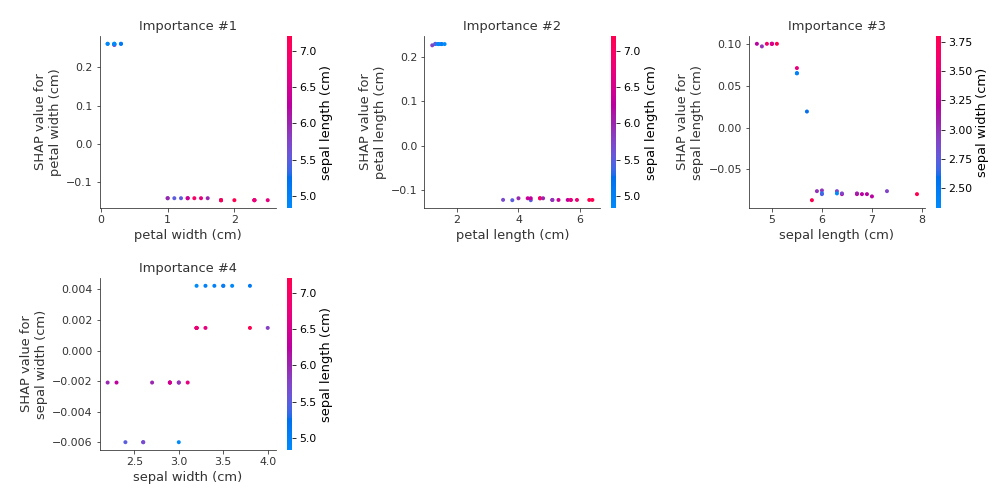 Importance #1
SHAP value for
petal width (cm)
0.2
0.1
0.0
−0.1
0
1
2
petal width (cm)
7.0
6.5
6.0
5.5
5.0
sepal length (cm)
Importance #2
SHAP value for
petal length (cm)
0.2
0.1
0.0
−0.1
2
4
6
petal length (cm)
7.0
6.5
6.0
5.5
5.0
sepal length (cm)
Importance #3
SHAP value for
sepal length (cm)
0.10
0.05
0.00
−0.05
5
6
7
8
sepal length (cm)
3.75
3.50
3.25
3.00
2.75
2.50
sepal width (cm)
Importance #4
SHAP value for
sepal width (cm)
0.004
0.002
0.000
−0.002
−0.004
−0.006
2.5
3.0
3.5
4.0
sepal width (cm)
7.0
6.5
6.0
5.5
5.0
sepal length (cm)